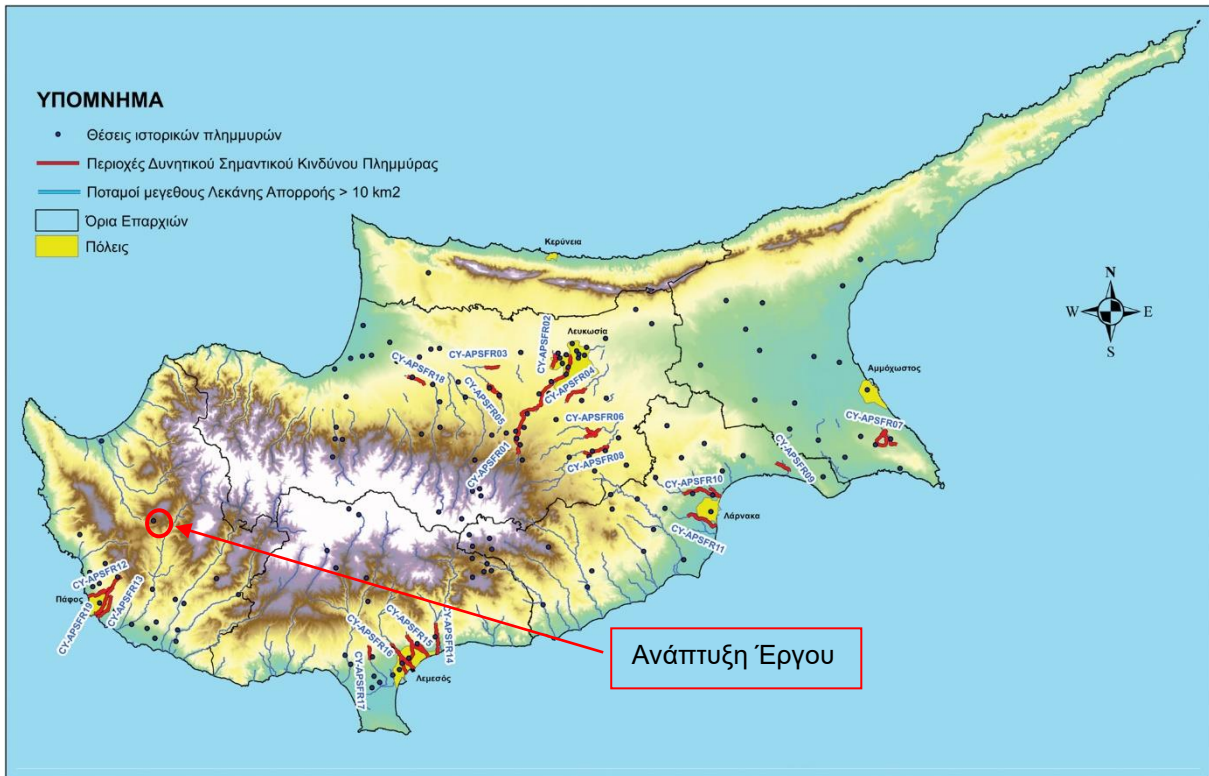 ΥΠΟΜΝΗΜΑ
Θέσεις ιστορικών πλημμυρών
Περιοχές Δυνητικού Σημαντικού Κινδύνου Πλημμύρας
Ποταμοί μεγεθους Λεκάνης Απορροής > 10 km2
Όρια Επαρχιών
Πόλεις
Κερύνεια
N
W
E
S
CY-APSFR02
Λευκωσία
CY-APSFR03
CY-APSFR18
CY-APSFR04
CY-APSFR05
Αμμόχωστος
CY-APSFR06
CY-APSFR07
CY-APSFR01
CY-APSFR08
CY-APSFR09
CY-APSFR10
Λάρνακα
CY-APSFR11
CY-APSFR12
CY-APSFR13
Πάφος
CY-APSFR19
CY-APSFR14
CY-APSFR15
CY-APSFR16
CY-APSFR17
Λεμεσός
Ανάπτυξη Έργου